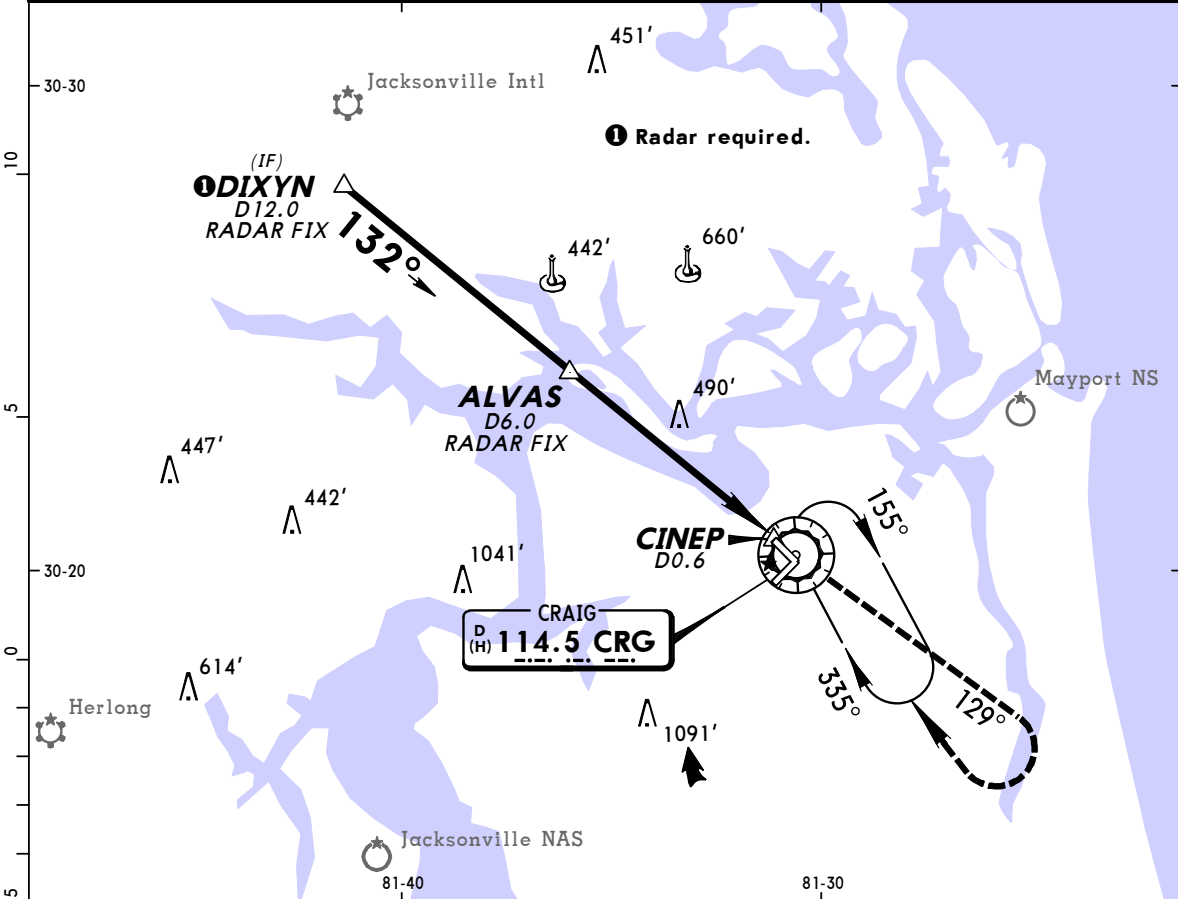 451'
30-30
Jacksonville Intl
❶ Radar required.
10
(IF)
❶DIXYN
D12.0
RADAR FIX
132°
442'
660'
ALVAS
D6.0
RADAR FIX
490'
Mayport NS
5
447'
442'
155°
CINEP
D0.6
1041'
30-20
CRAIG
D
(H) 114.5 CRG
0
614'
335°
129°
Herlong
1091'
Jacksonville NAS
81-40
81-30
5